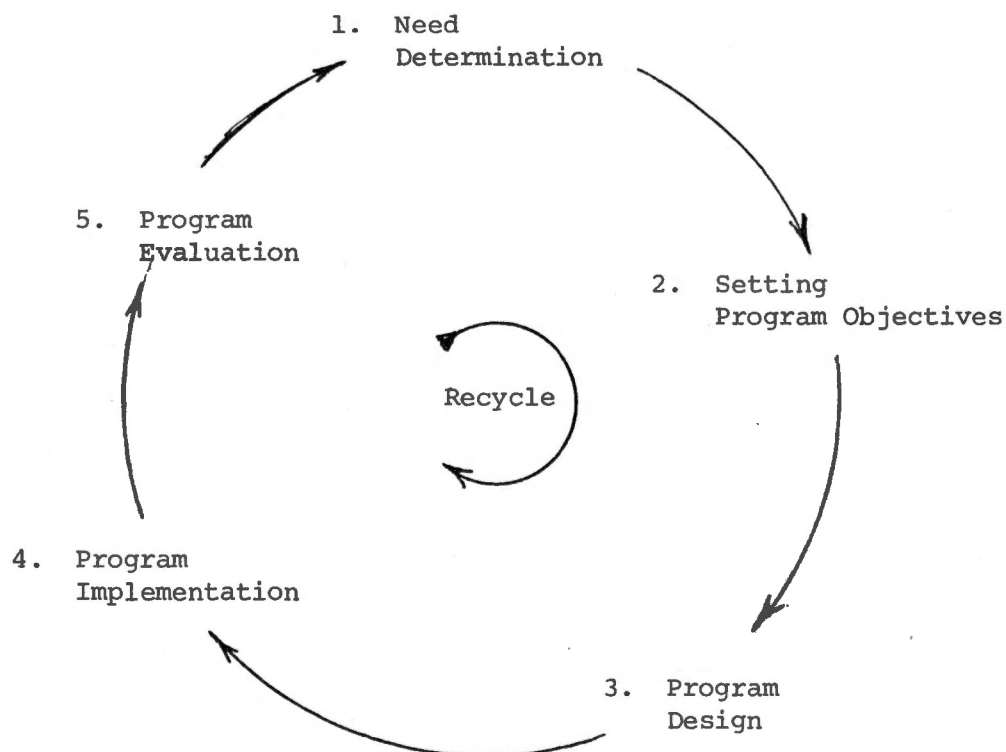 1. Need
Determination
2. Setting
Program Objectives
3. Program
Design
4. Program
Implementation
5. Program
Evaluation
Recycle